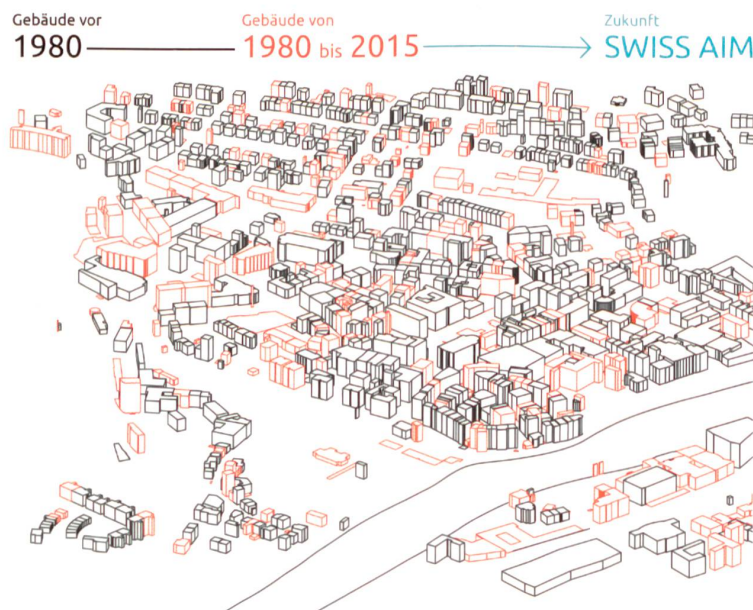 Gebäude vor
1980
Gebäude von
1980 bis 2015
Zukunft
SWISS AIM